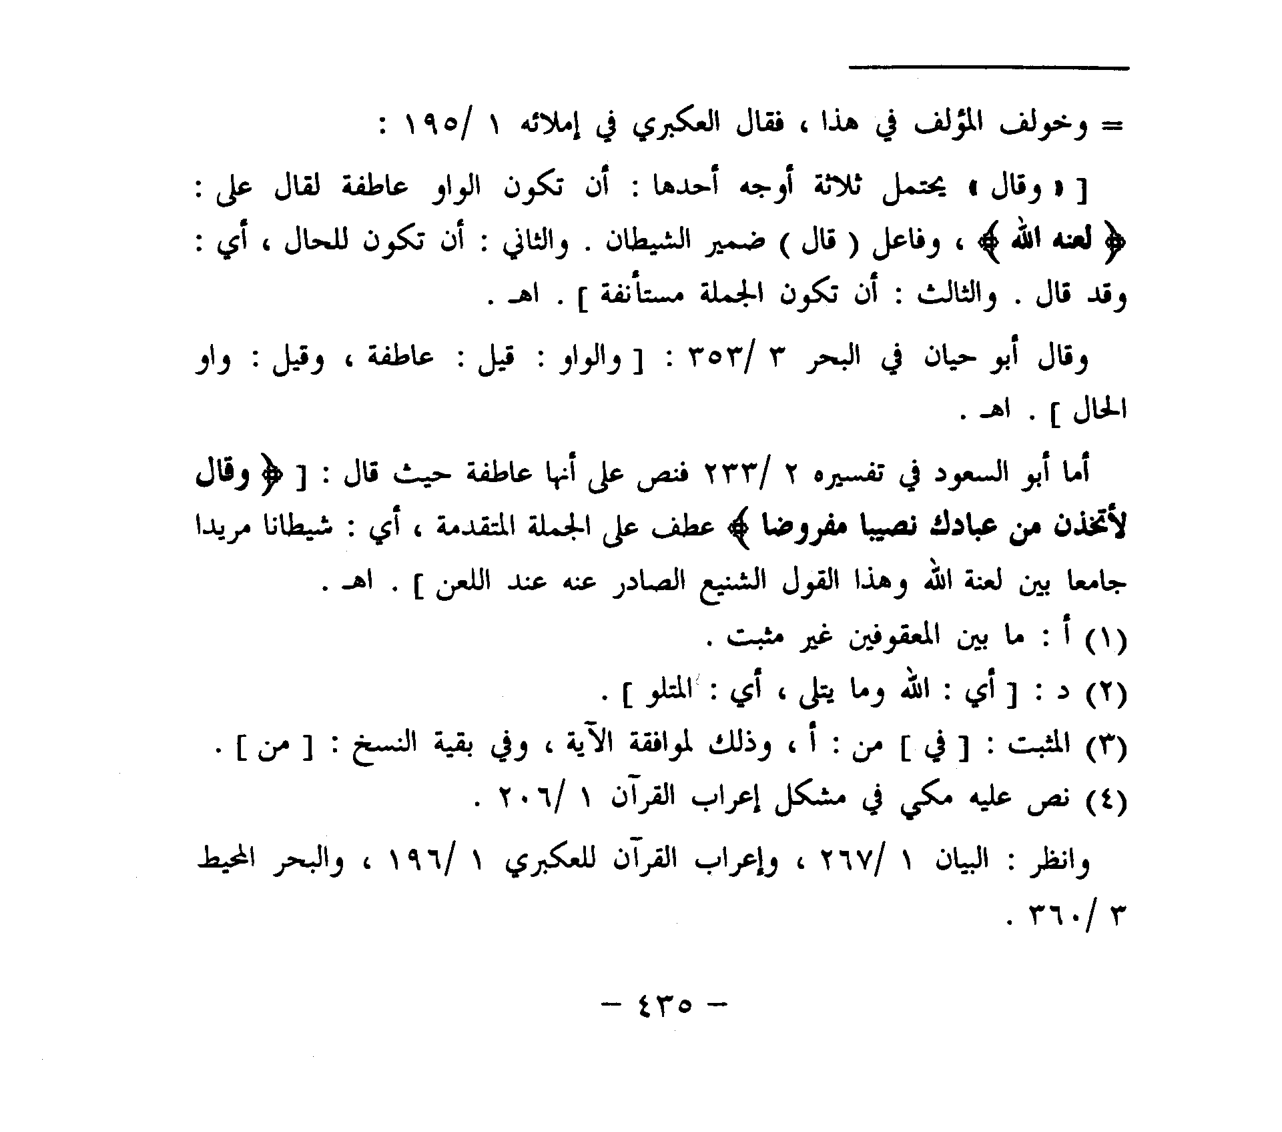 = وخولف المؤلف في هذا ، فقال العكبري في إملائه ١ /١٩٥ :
[ « وقال » يحتمل ثلاثة أوجه أحدها : أن تكون الواو عاطفة لقال على :
﴿ لعنه الله ﴾ ، وفاعل ( قال ) ضمير الشيطان . والثاني : أن تكون للحال ، أي :
وقد قال . والثالث : أن تكون الجملة مستأنفة ] . اهـ .
وقال أبو حيان في البحر ٣ /٣٥٣ : [ والواو : قيل : عاطفة ، وقيل : واو
الحال ] . اهـ .
أما أبو السعود في تفسيره ٢ /٢٣٣ فنص على أنها عاطفة حيث قال : [ ﴿ وقال
لأتخذن من عبادك نصيبا مفروضا ﴾ عطف على الجملة المتقدمة ، أي : شيطانا مريدا
جامعا بين لعنة الله وهذا القول الشنيع الصادر عنه عند اللعن ] . اهـ .
(١) أ : ما بين المعقوفين غير مثبت .
(٢) د : [ أي : الله وما يتلى ، أي : المتلو ] .
(٣) المثبت : [ في ] من : أ ، وذلك لموافقة الآية ، وفي بقية النسخ : [ من ] .
(٤) نص عليه مكي في مشكل إعراب القرآن ١ /٢٠٦ .
وانظر : البيان ١ /٢٦٧ ، وإعراب القرآن للعكبري ١ /١٩٦ ، والبحر المحيط
٣ /٣٦٠ .
– ٤٣٥ –